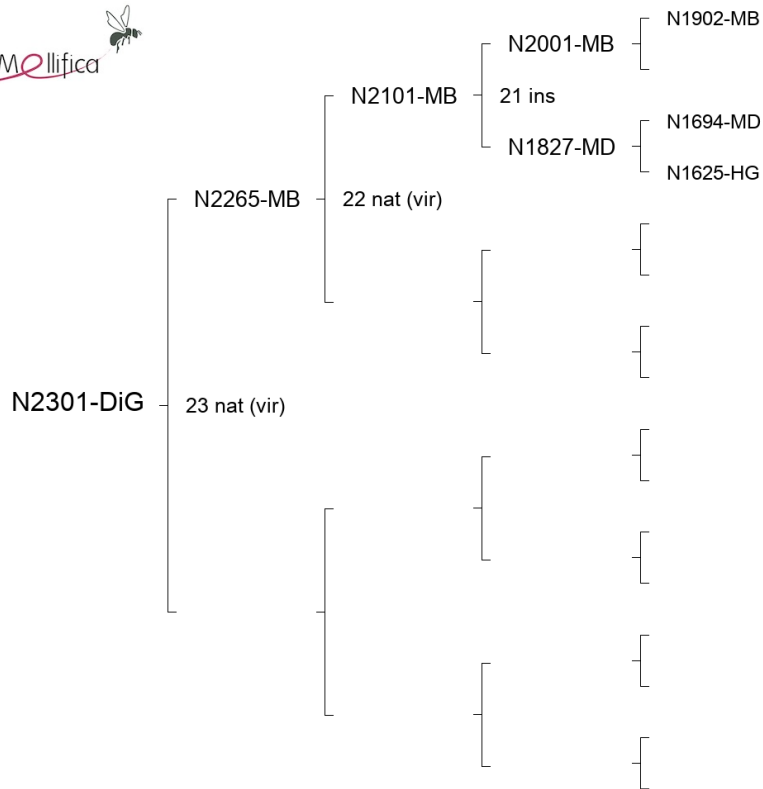 Mellifica
N1902-MB
N2001-MB
N2101-MB
21 ins
N1694-MD
N1827-MD
N1625-HG
N2265-MB
22 nat (vir)
N2301-DiG
23 nat (vir)